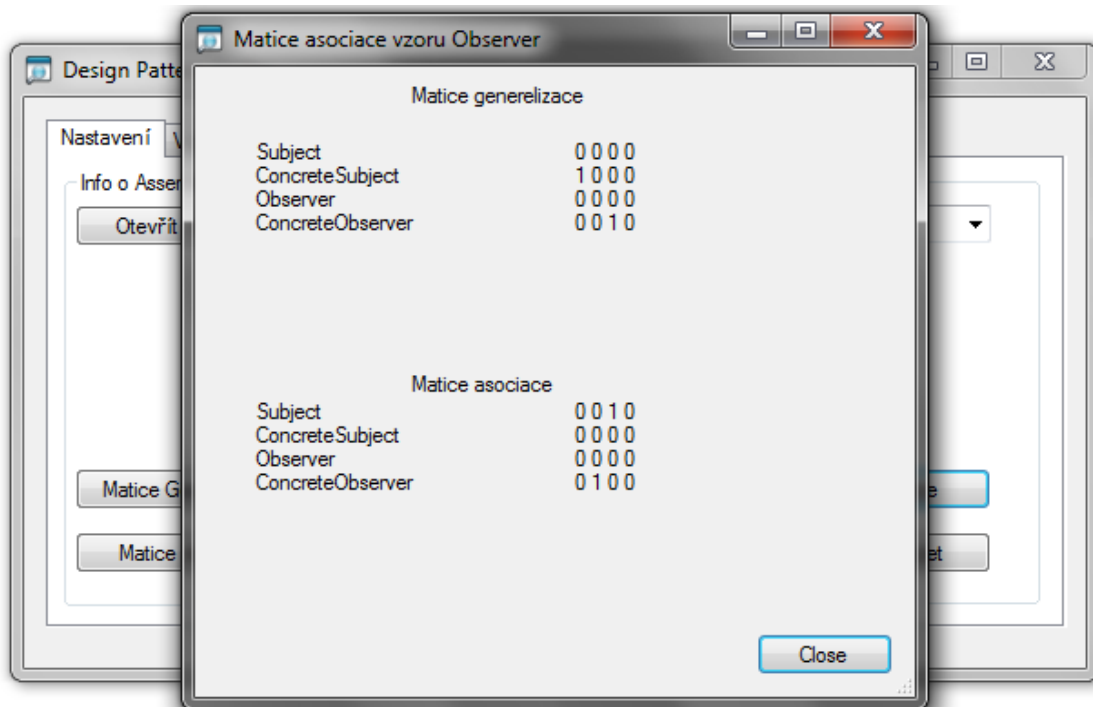 Matice asociace vzoru Observer
Design Patte
Nastavení V
Info o Asser
Otevřít
Matice generelizace
Subject 0 0 0 0
ConcreteSubject 1 0 0 0
Observer 0 0 0 0
ConcreteObserver 0 0 1 0
Matice asociace
Subject 0 0 1 0
ConcreteSubject 0 0 0 0
Observer 0 0 0 0
ConcreteObserver 0 1 0 0
Matice G
e
Matice
et
Close